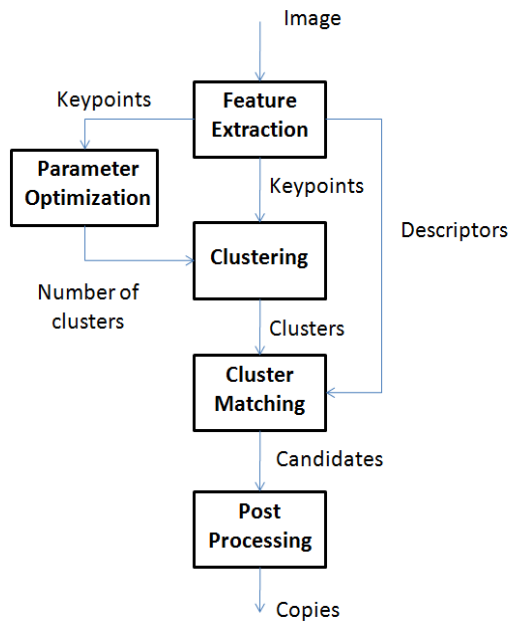 Image
Keypoints
Feature
Extraction
Parameter
Optimization
Keypoints
Descriptors
Clustering
Number of
clusters
Clusters
Cluster
Matching
Candidates
Post
Processing
Copies